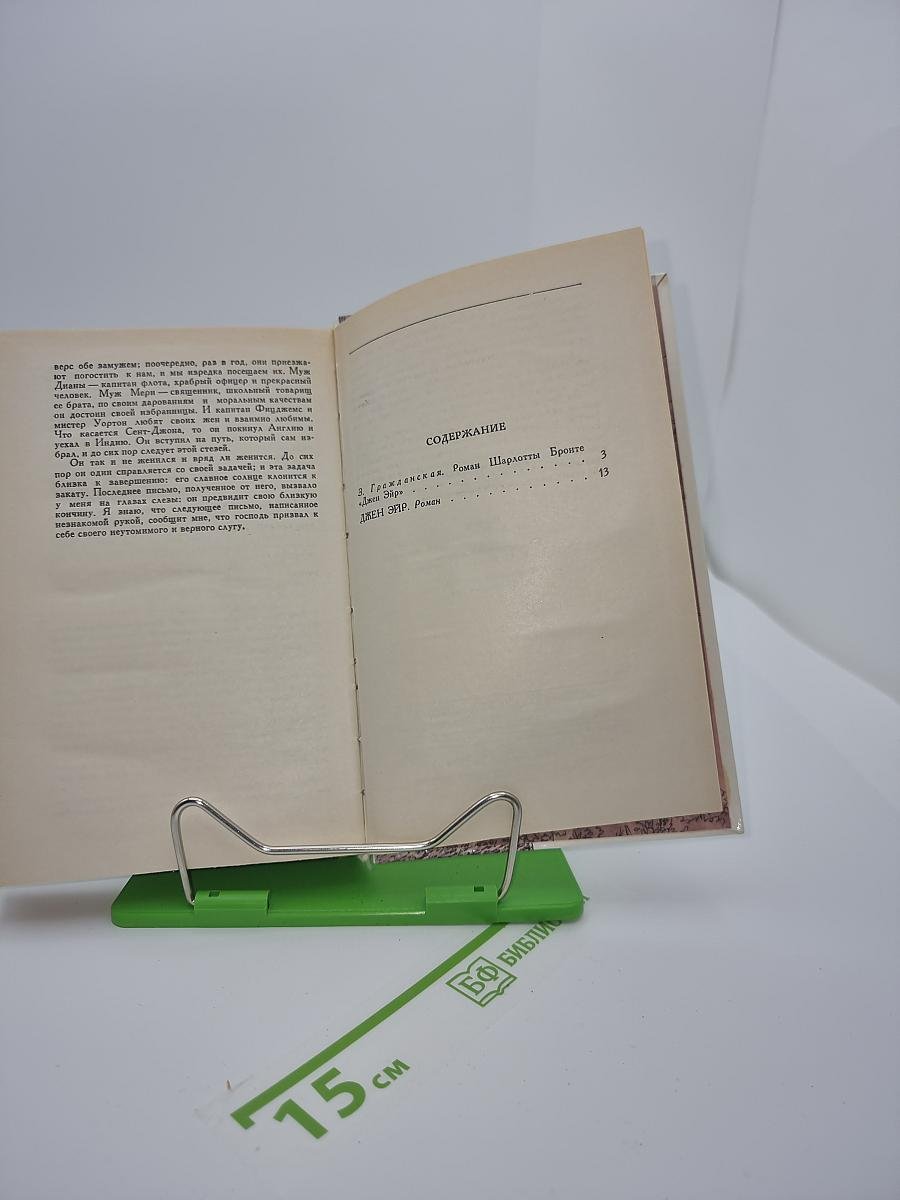 верс обе замужем; поочередно, раз в год, они приезжа-
ют погостить к нам, и мы изредка посещаем их. Муж
Дианы — капитан флота, храбрый офицер и прекрасный
человек. Муж Мери — священник, школьный товарищ
ее брата, по своим дарованиям и моральным качествам
он достоин своей избранницы. И капитан Фицджемс и
мистер Уортон любят своих жен и взаимно любимы.
Что касается Сент-Джона, то он покинул Англию и
уехал в Индию. Он вступил на путь, который сам из-
брал, и до сих пор следует этой стезей.
Он так и не женился и вряд ли женится. До сих
пор он один справляется со своей задачей; и эта задача
близка к завершению: его славное солнце клонится к
закату. Последнее письмо, полученное от него, вызвало
у меня на глазах слезы: он предвидит свою близкую
кончину. Я знаю, что следующее письмо, написанное
незнакомой рукой, сообщит мне, что господь призвал к
себе своего неутомимого и верного слугу.
СОДЕРЖАНИЕ
З. Гражданская. Роман Шарлотты Бронте
«Джен Эйр» . . . . . . . . . . . . 3
ДЖЕН ЭЙР. Роман . . . . . . . . . . 13
БФ БИБЛИО
15 см